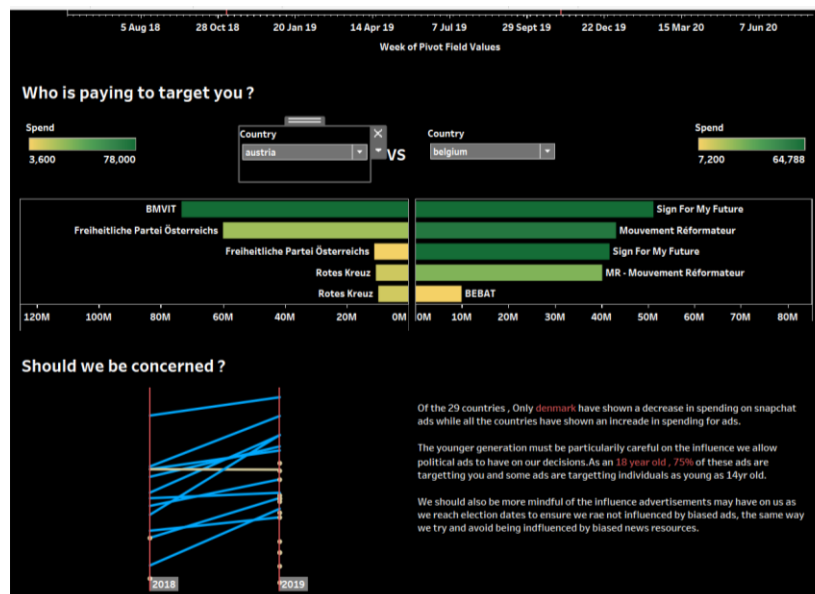 5 Aug 18 28 Oct 18 20 Jan 19 14 Apr 19 7 Jul 19 29 Sept 19 22 Dec 19 15 Mar 20 7 Jun 20
Week of Pivot Field Values
Who is paying to target you ?
Spend
3,600 78,000
Country
austria
VS
Country
belgium
Spend
7,200 64,788
BMVIT
Freiheitliche Partei Österreichs
Freiheitliche Partei Österreichs
Rotes Kreuz
Rotes Kreuz
120M 100M 80M 60M 40M 20M 0M
Sign For My Future
Mouvement Réformateur
Sign For My Future
MR - Mouvement Réformateur
BEBAT
0M 10M 20M 30M 40M 50M 60M 70M 80M
Should we be concerned ?
2018 2019
Of the 29 countries , Only denmark have shown a decrease in spending on snapchat
ads while all the countries have shown an increade in spending for ads.
The younger generation must be particularly careful on the influence we allow
political ads to have on our decisions.As an 18 year old , 75% of these ads are
targetting you and some ads are targetting individuals as young as 14yr old.
We should also be more mindful of the influence advertisements may have on us as
we reach election dates to ensure we rae not influenced by biased ads, the same way
we try and avoid being indfluenced by biased news resources.